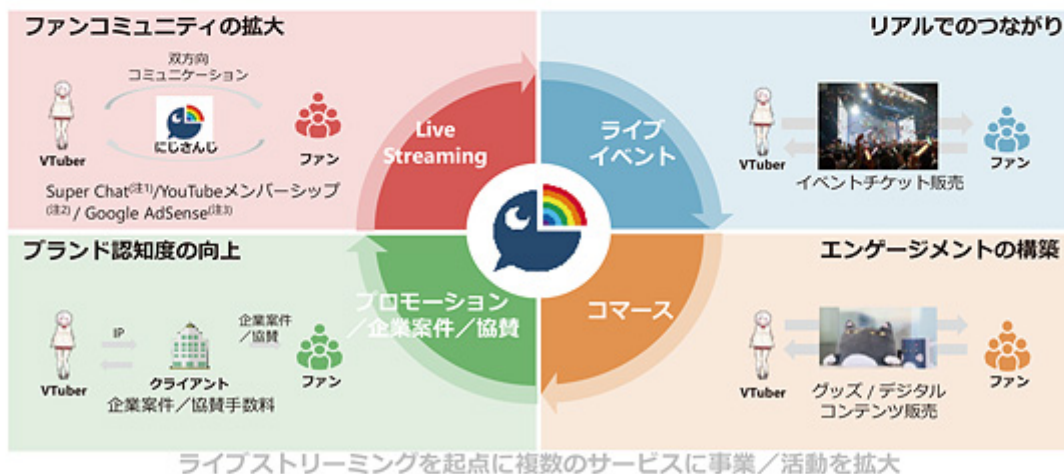 ファンコミュニティの拡大
双方向
コミュニケーション
VTuber
にじさんじ
ファン
Super Chat(注1)/YouTubeメンバーシップ
(注2) / Google AdSense(注3)
Live
Streaming
リアルでのつながり
ライブ
イベント
VTuber
ファン
イベントチケット販売
ブランド認知度の向上
IP
企業案件
／協賛
VTuber
クライアント
ファン
企業案件／協賛手数料
プロモーション
／企業案件／協賛
エンゲージメントの構築
コマース
VTuber
ファン
グッズ / デジタル
コンテンツ販売
ライブストリーミングを起点に複数のサービスに事業／活動を拡大